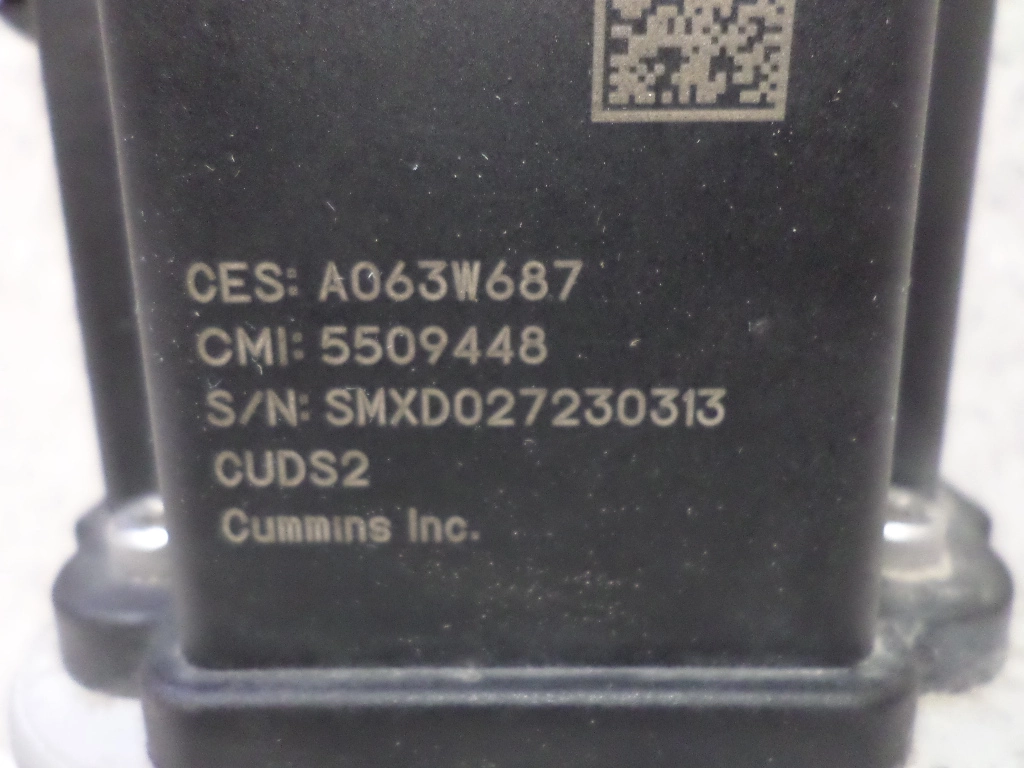 CES: A063W687
CMI: 5509448
S/N: SMXD027230313
CUDS2
Cummins Inc.